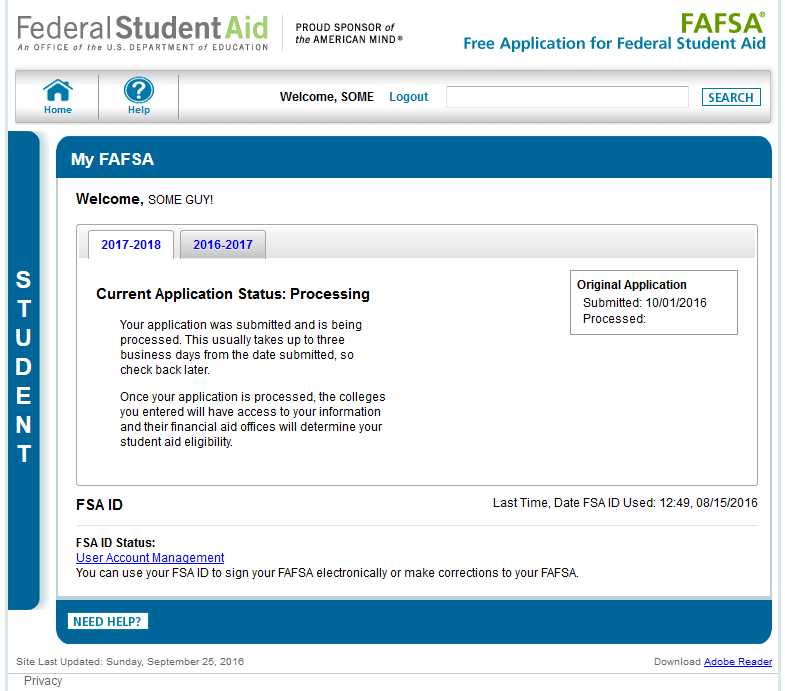 FederalStudentAid
An OFFICE of the U.S. DEPARTMENT of EDUCATION
PROUD SPONSOR of
the AMERICAN MIND®
FAFSA®
Free Application for Federal Student Aid
Home
Help
Welcome, SOME
Logout
SEARCH
STUDENT
My FAFSA
Welcome, SOME GUY!
2017-2018
2016-2017
Current Application Status: Processing
Your application was submitted and is being
processed. This usually takes up to three
business days from the date submitted, so
check back later.
Once your application is processed, the colleges
you entered will have access to your information
and their financial aid offices will determine your
student aid eligibility.
Original Application
Submitted: 10/01/2016
Processed:
FSA ID
Last Time, Date FSA ID Used: 12:49, 08/15/2016
FSA ID Status:
User Account Management
You can use your FSA ID to sign your FAFSA electronically or make corrections to your FAFSA.
NEED HELP?
Site Last Updated: Sunday, September 25, 2016
Download Adobe Reader
Privacy